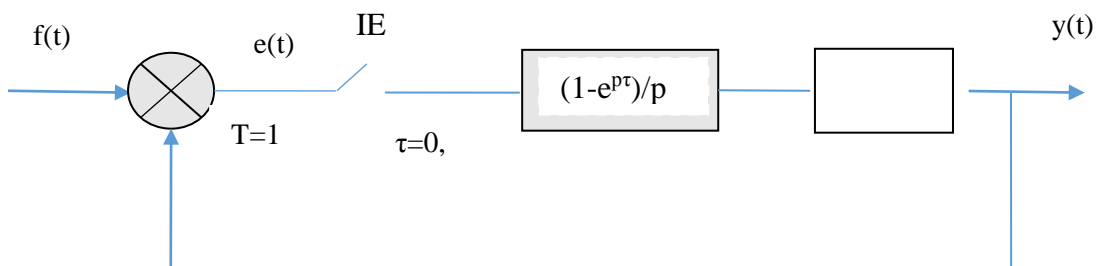 f(t)
e(t)
IE
y(t)
(1-e^{pτ})/p
T=1
τ=0,